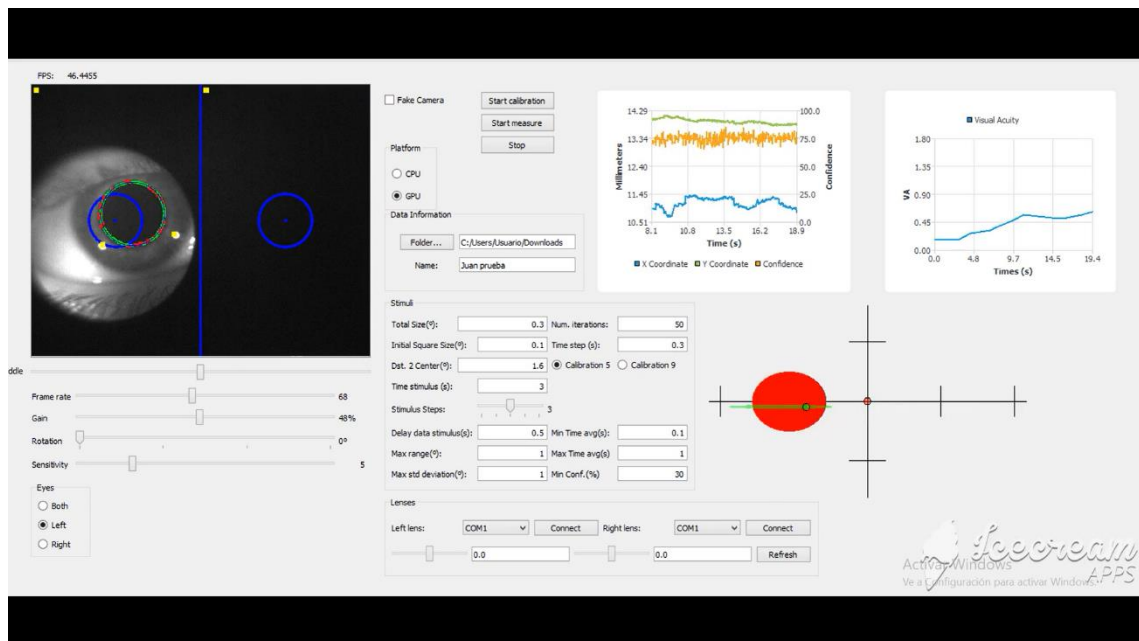 FPS: 46.4455
Fake Camera
Start calibration
Start measure
Stop
Platform
CPU
GPU
Data Information
Folder... C:/Users/Usuario/Downloads
Name: Juan prueba
14.29 100.0
13.34 75.0
12.40 50.0
11.45 25.0
10.51 0.0
Millimeters
Confidence
8.1 10.8 13.5 16.2 18.9
Time (s)
X Coordinate Y Coordinate Confidence
Visual Acuity
1.80
1.35
0.90
0.45
0.00
VA
0.0 4.8 9.7 14.5 19.4
Times (s)
ddle
Frame rate 68
Gain 48%
Rotation 0º
Sensitivity 5
Eyes
Both
Left
Right
Stimuli
Total Size(º): 0.3 Num. iterations: 50
Initial Square Size(º): 0.1 Time step (s): 0.3
Dst. 2 Center(º): 1.6 Calibration 5 Calibration 9
Time stimulus (s): 3
Stimulus Steps: 3
Delay data stimulus(s): 0.5 Min Time avg(s): 0.1
Max range(º): 1 Max Time avg(s) 1
Max std deviation(º): 1 Min Conf.(%) 30
Lenses
Left lens: COM1 Connect Right lens: COM1 Connect
0.0 0.0 Refresh
Icecream
APPS
Activar Windows
Ve a Configuración para activar Windows.